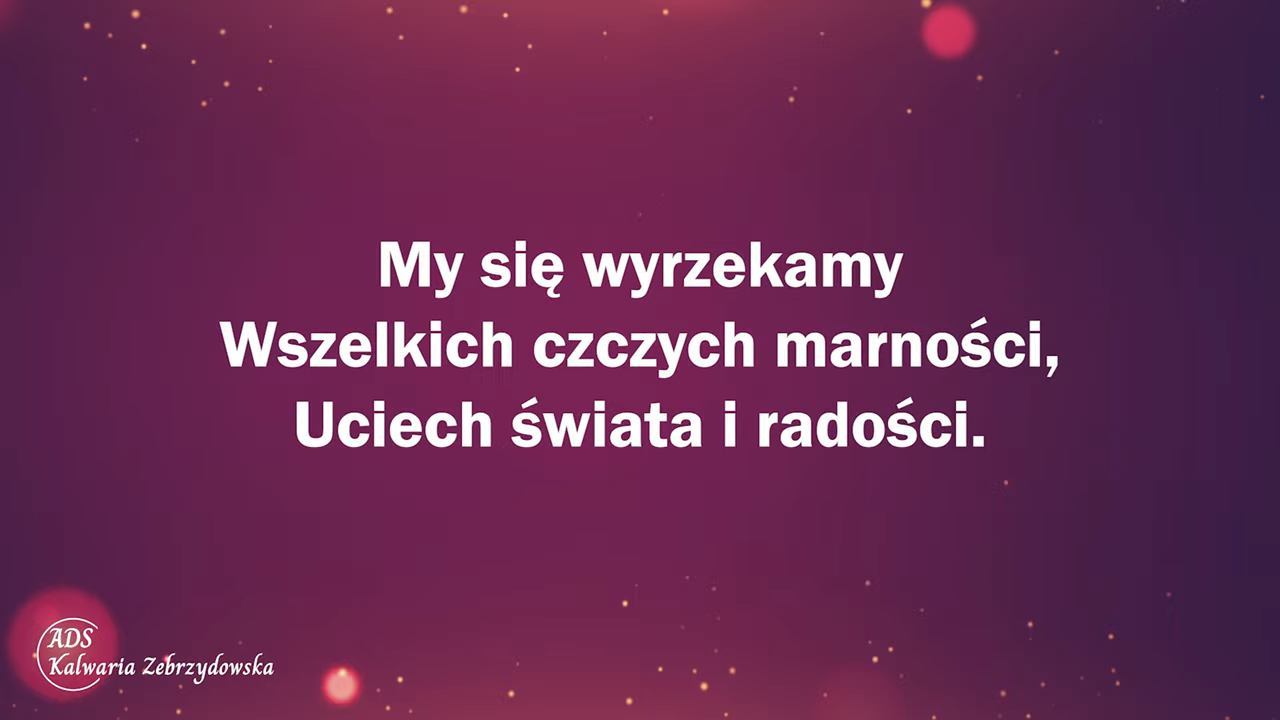 My się wyrzekamy
Wszelkich czczych marności,
Uciech świata i radości.
ADS
Kalwaria Zebrzydowska